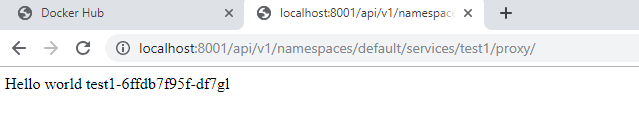 Docker Hub
localhost:8001/api/v1/namespace
localhost:8001/api/v1/namespaces/default/services/test1/proxy/
Hello world test1-6ffdb7f95f-df7gl